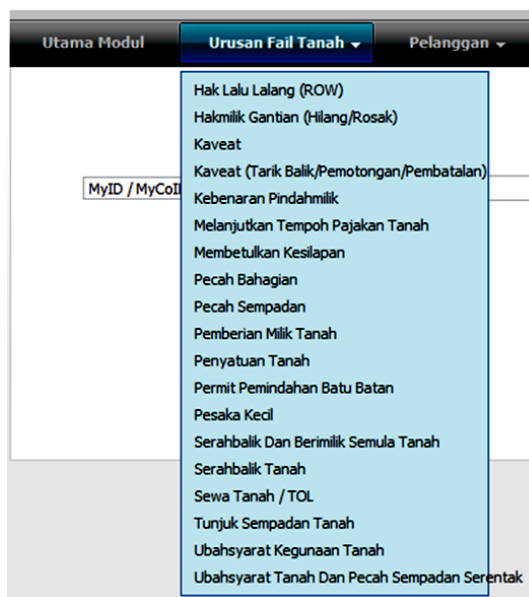 Utama Modul Urusan Fail Tanah Pelanggan
Hak Lalu Lalang (ROW)
Hakmilik Gantian (Hilang/Rosak)
Kaveat
Kaveat (Tarik Balik/Pemotongan/Pembatalan)
MyID / MyCoI
Kebenaran Pindahmilik
Melanjutkan Tempoh Pajakan Tanah
Membetulkan Kesilapan
Pecah Bahagian
Pecah Sempadan
Pemberian Milik Tanah
Penyatuan Tanah
Permit Pemindahan Batu Batan
Pesaka Kecil
Serahbalik Dan Berimilik Semula Tanah
Serahbalik Tanah
Sewa Tanah / TOL
Tunjuk Sempadan Tanah
Ubahsyarat Kegunaan Tanah
Ubahsyarat Tanah Dan Pecah Sempadan Serentak